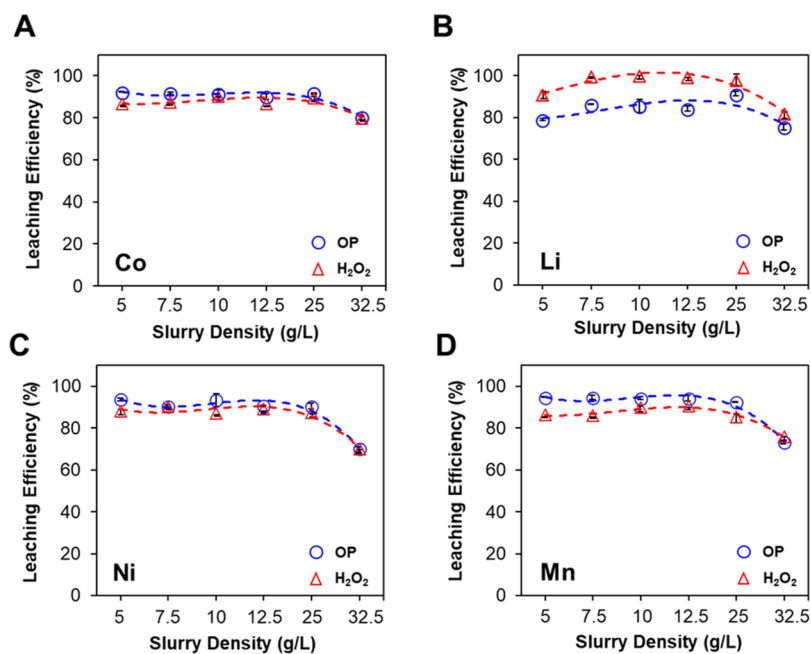 A
Leaching Efficiency (%)
100
80
60
40
20
0
OP
H₂O₂
Co
5 7.5 10 12.5 25 32.5
Slurry Density (g/L)
B
Leaching Efficiency (%)
100
80
60
40
20
0
OP
H₂O₂
Li
5 7.5 10 12.5 25 32.5
Slurry Density (g/L)
C
Leaching Efficiency (%)
100
80
60
40
20
0
OP
H₂O₂
Ni
5 7.5 10 12.5 25 32.5
Slurry Density (g/L)
D
Leaching Efficiency (%)
100
80
60
40
20
0
OP
H₂O₂
Mn
5 7.5 10 12.5 25 32.5
Slurry Density (g/L)